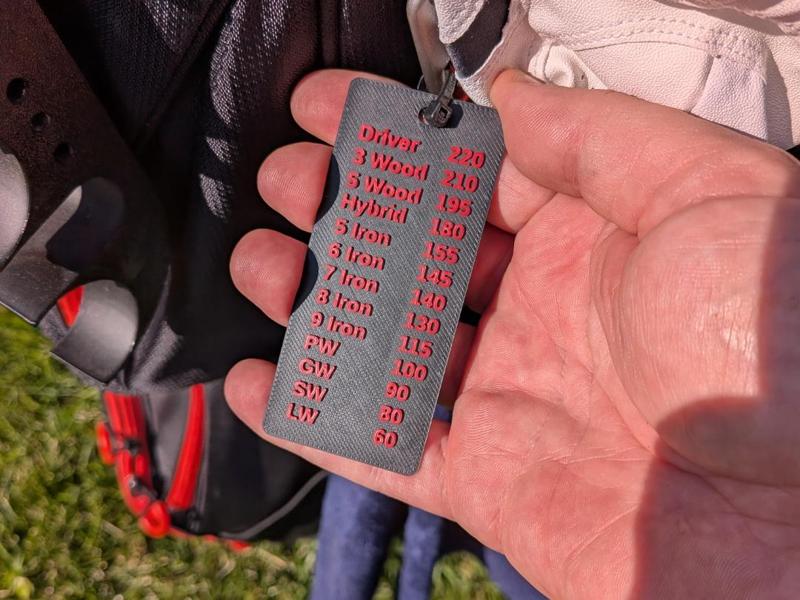 Driver 220
3 Wood 210
5 Wood 195
Hybrid 180
5 Iron 155
6 Iron 145
7 Iron 140
8 Iron 130
9 Iron 115
PW 100
GW 90
SW 80
LW 60